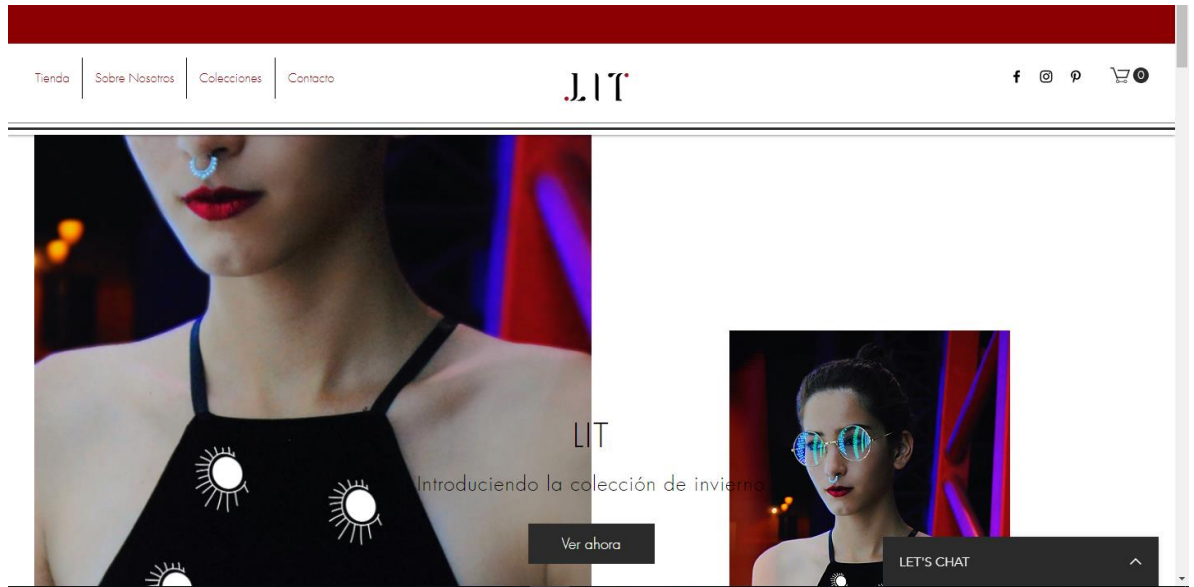 Tienda
Sobre Nosotros
Colecciones
Contacto
LIT
0
LIT
Introduciendo la colección de invierno
Ver ahora
LET'S CHAT